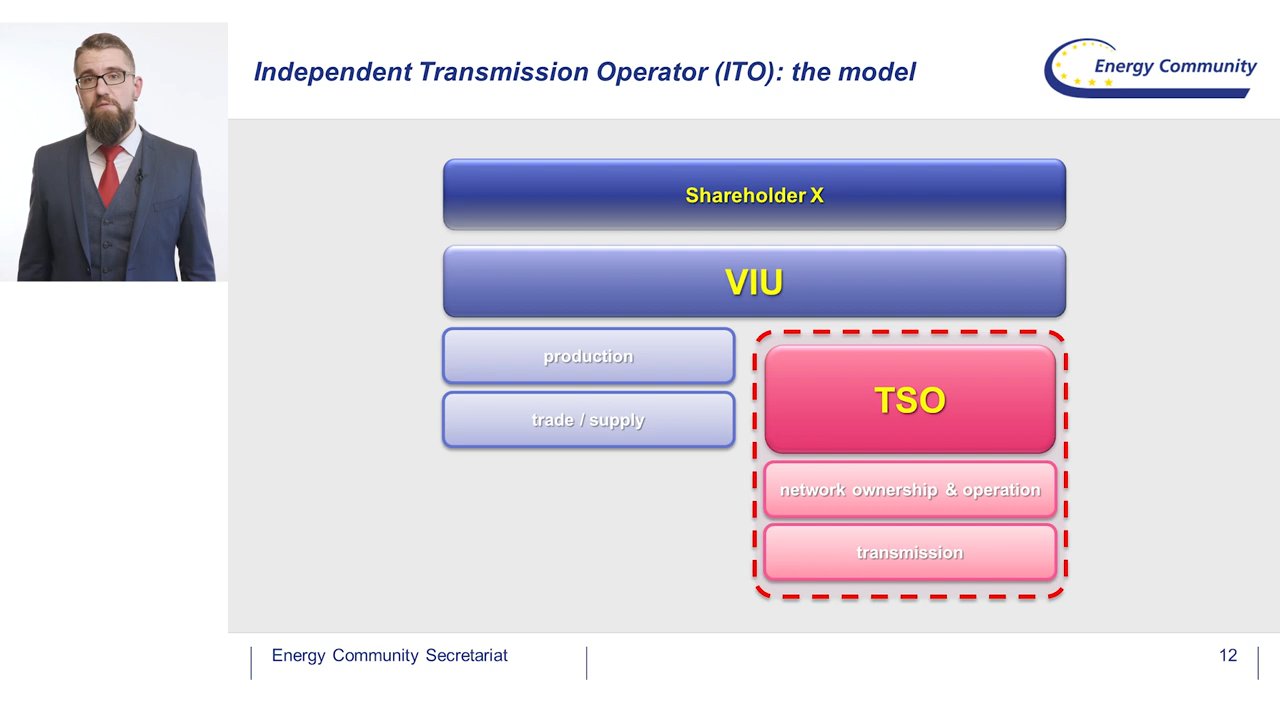 Independent Transmission Operator (ITO): the model
Energy Community
Shareholder X
VIU
production
trade / supply
TSO
network ownership & operation
transmission
Energy Community Secretariat
12